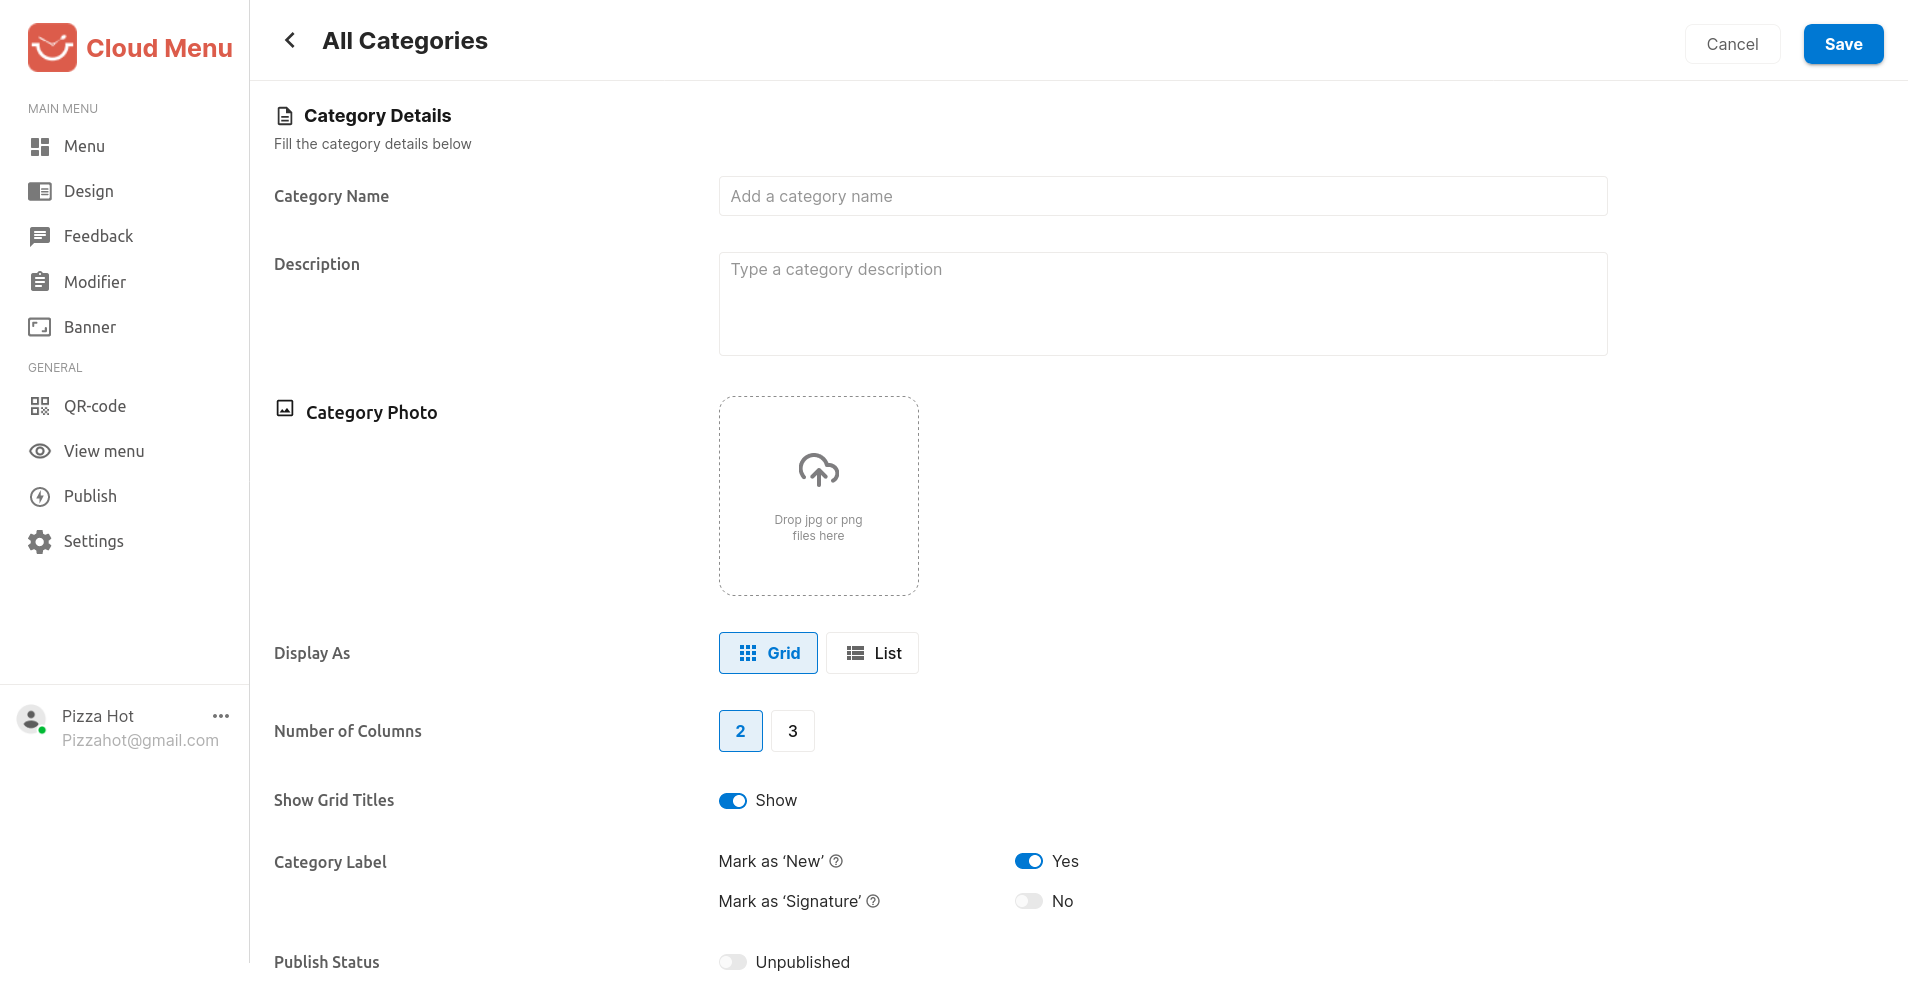 Cloud Menu
MAIN MENU
Menu
Design
Feedback
Modifier
Banner
GENERAL
QR-code
View menu
Publish
Settings
Pizza Hot
Pizzahot@gmail.com
All Categories
Cancel
Save
Category Details
Fill the category details below
Category Name
Add a category name
Description
Type a category description
Category Photo
Drop jpg or png
files here
Display As
Grid
List
Number of Columns
2
3
Show Grid Titles
Show
Category Label
Mark as ‘New’
Yes
Mark as ‘Signature’
No
Publish Status
Unpublished